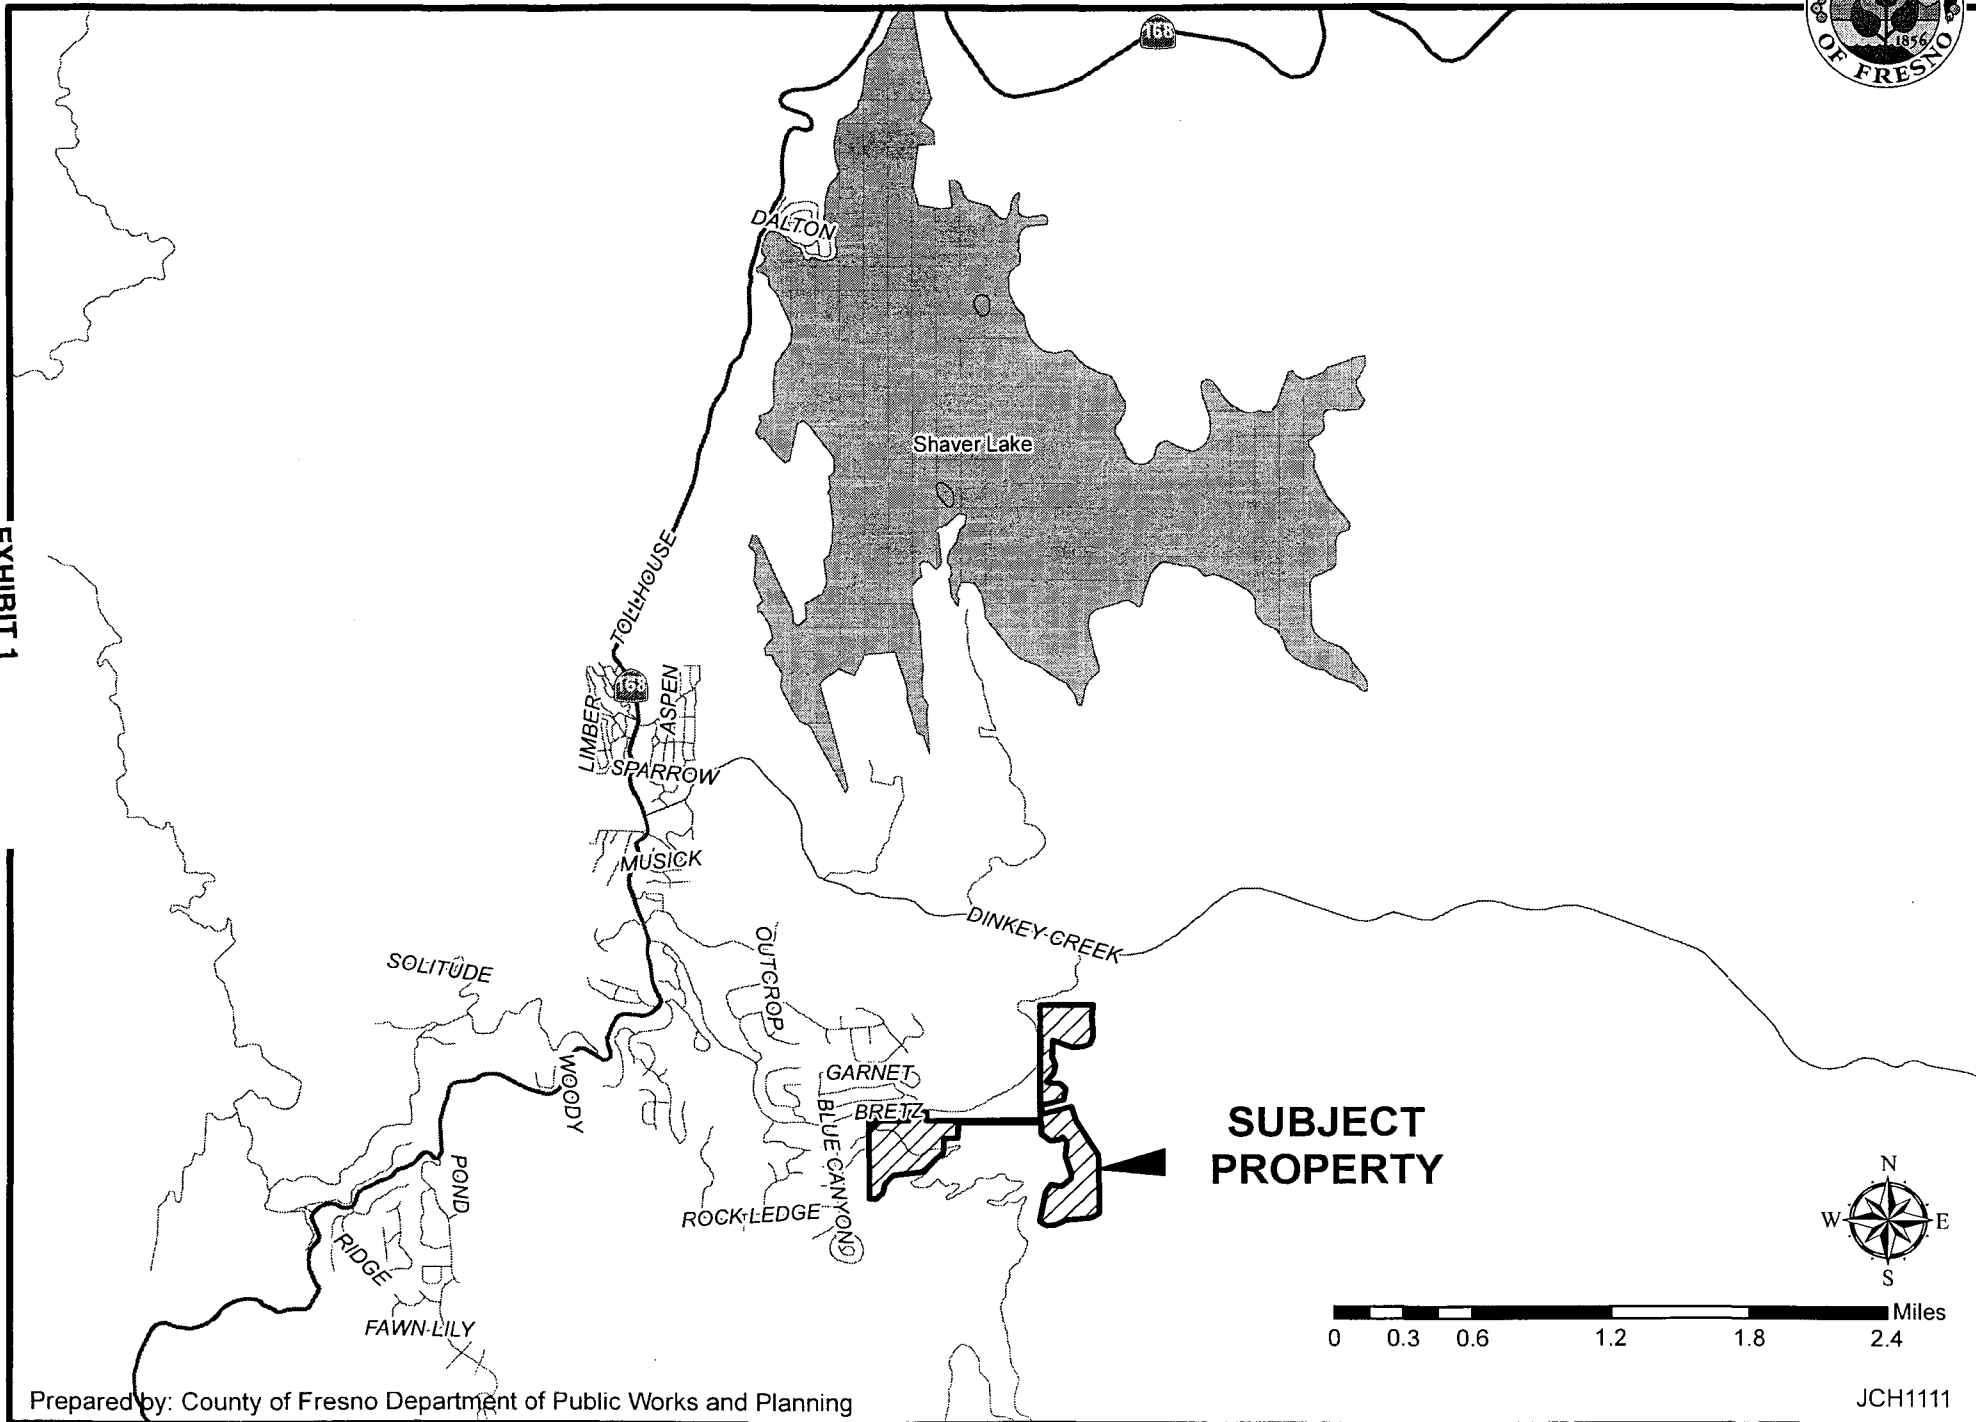 168
1856
OF FRESNO
DALTON
Shaver Lake
TOLLHOUSE
EXHIBIT 1
168
LIMBER
ASPEN
SPARROW
MUSICK
DINKEY CREEK
OUTCROP
SOLITUDE
WOODY
GARNET
BRETZ
BLUE CANYON
SUBJECT
PROPERTY
POND
ROCK LEDGE
RIDGE
FAWN LILY
N
W
E
S
Miles
0 0.3 0.6 1.2 1.8 2.4
Prepared by: County of Fresno Department of Public Works and Planning
JCH1111